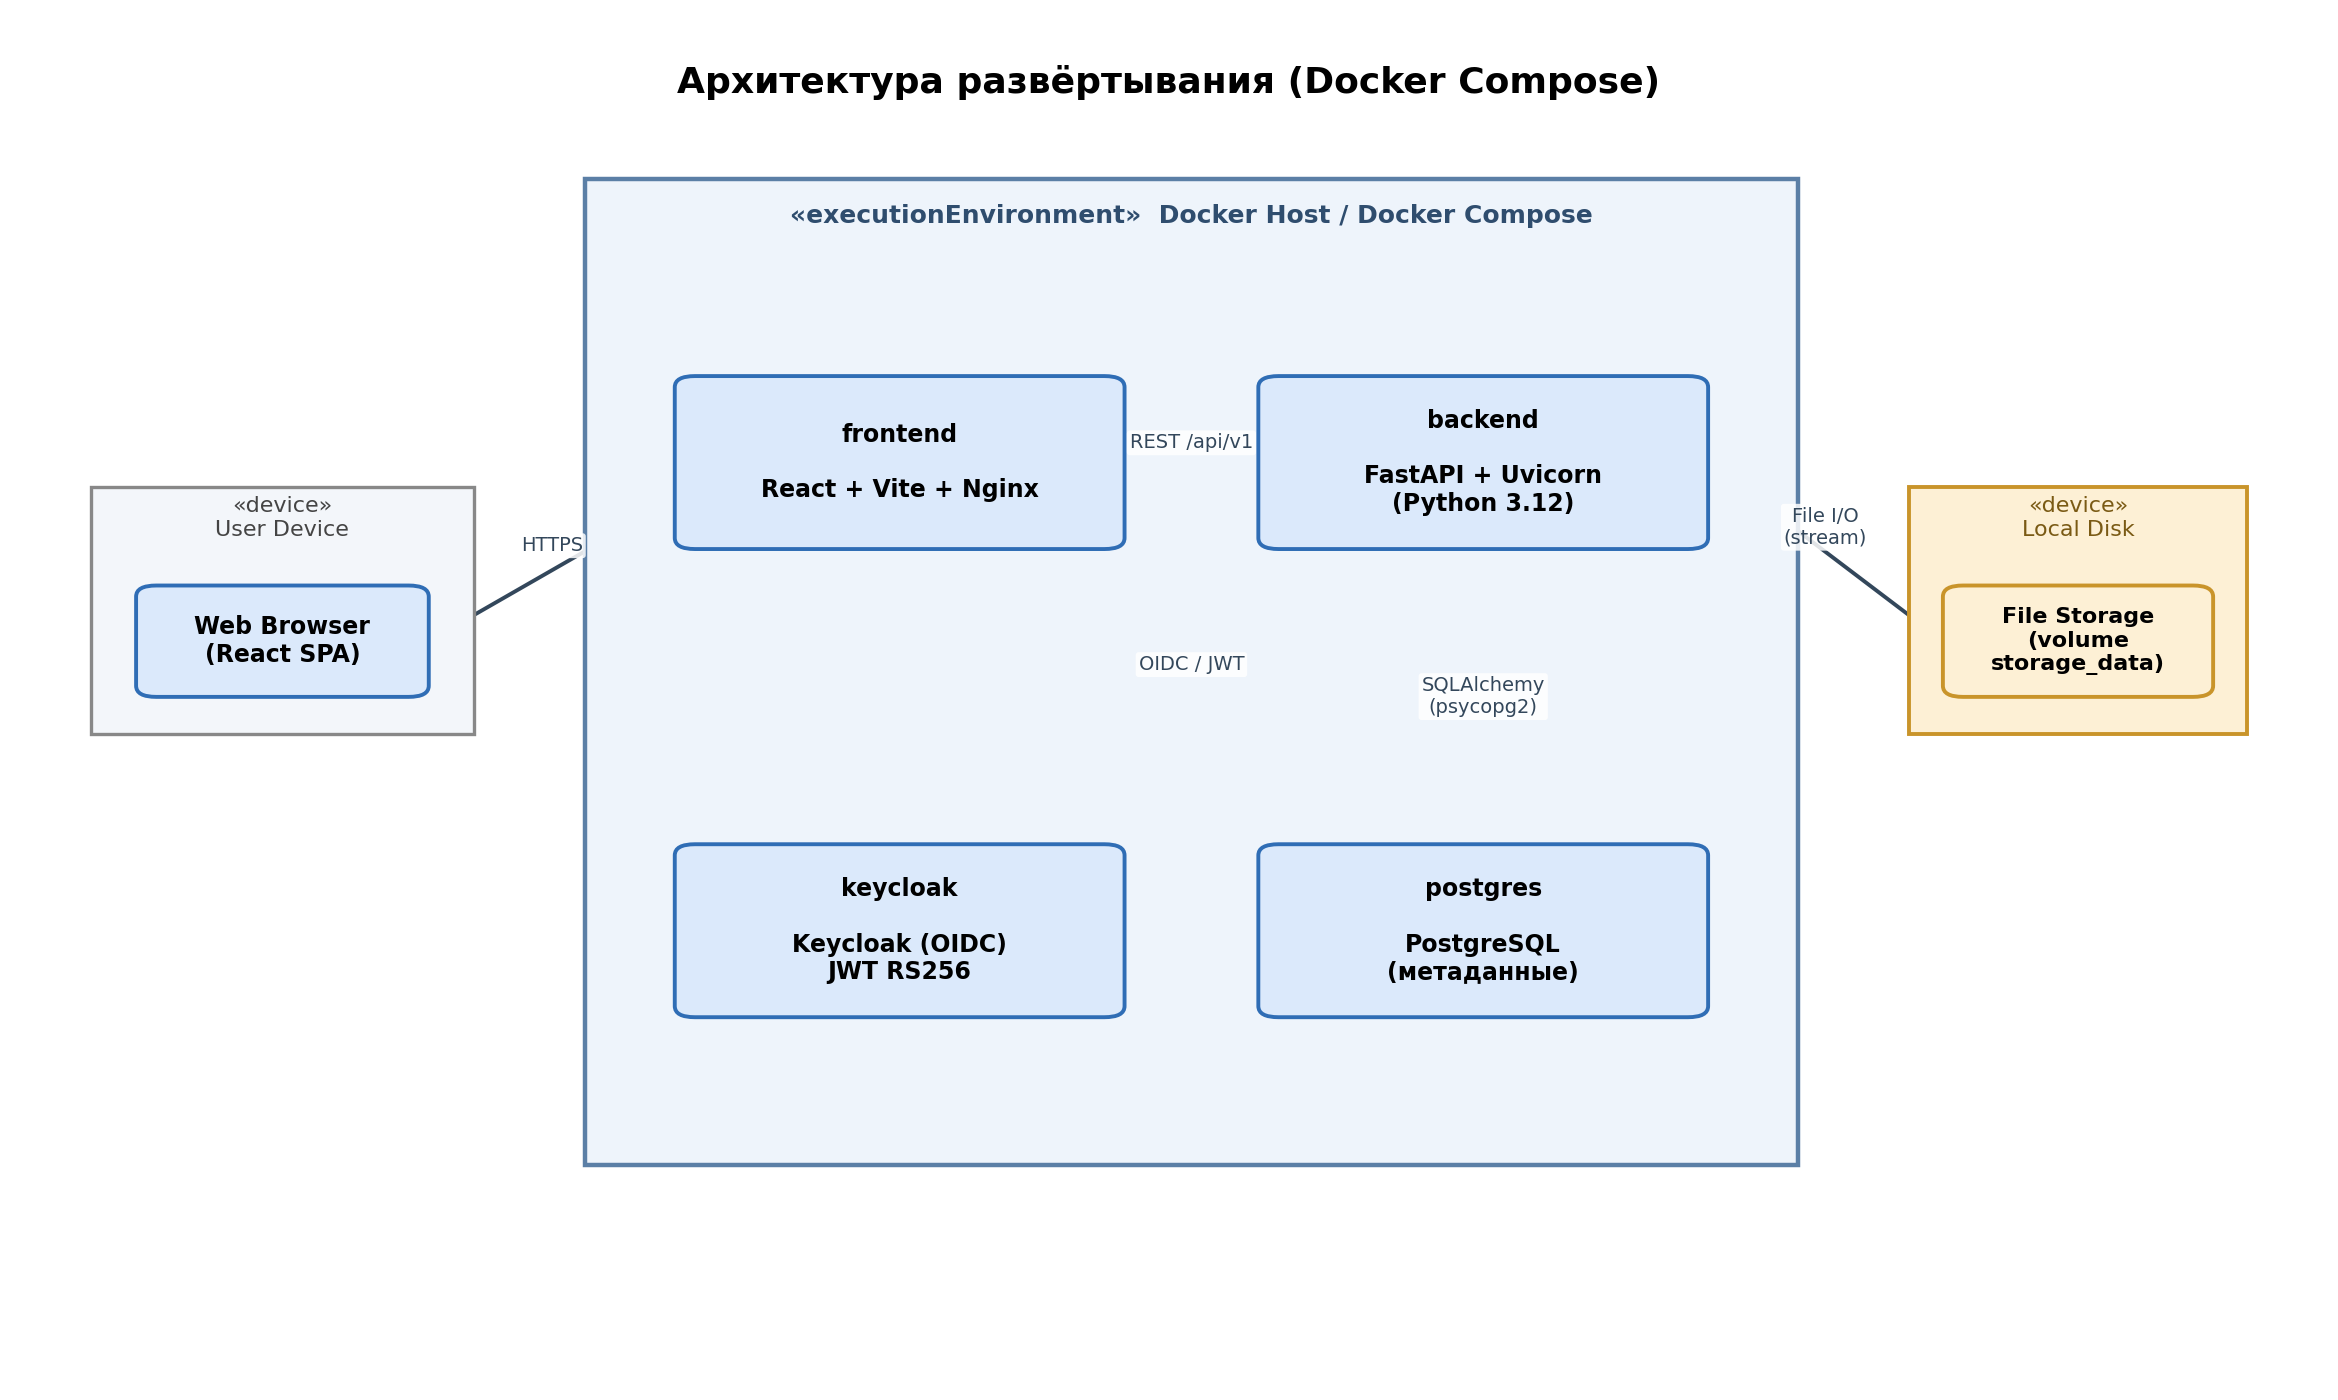 Архитектура развёртывания (Docker Compose)
«executionEnvironment»  Docker Host / Docker Compose
frontend
React + Vite + Nginx
REST /api/v1
backend
FastAPI + Uvicorn
(Python 3.12)
«device»
User Device
Web Browser
(React SPA)
HTTPS
File I/O
(stream)
«device»
Local Disk
File Storage
(volume
storage_data)
OIDC / JWT
SQLAlchemy
(psycopg2)
keycloak
Keycloak (OIDC)
JWT RS256
postgres
PostgreSQL
(метаданные)